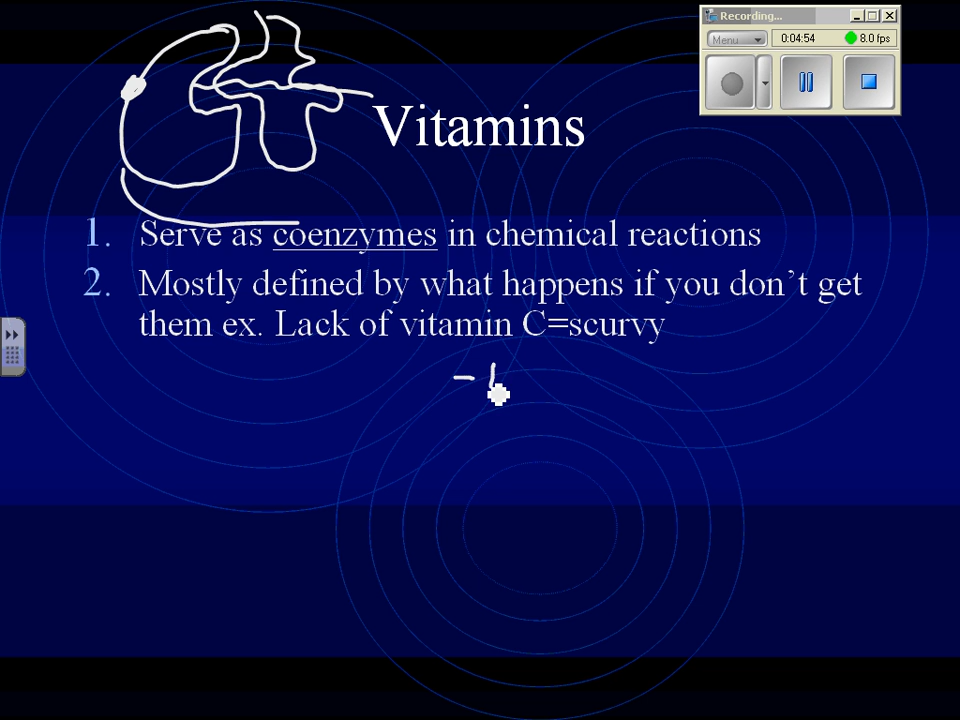 Recording...
Menu 0:04:54 8.0 fps
Vitamins
1. Serve as coenzymes in chemical reactions
2. Mostly defined by what happens if you don't get
them ex. Lack of vitamin C=scurvy